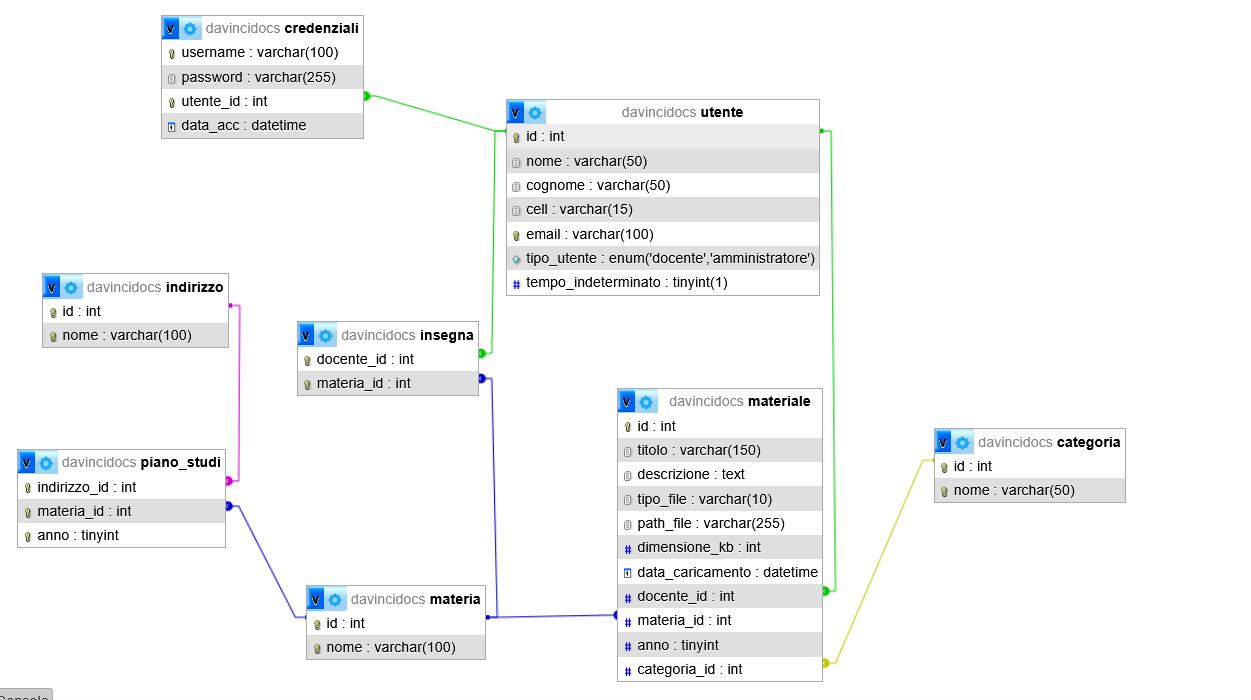 v davincidocs credenziali
username : varchar(100)
password : varchar(255)
utente_id : int
data_acc : datetime
v davincidocs utente
id : int
nome : varchar(50)
cognome : varchar(50)
cell : varchar(15)
email : varchar(100)
tipo_utente : enum('docente','amministratore')
# tempo_indeterminato : tinyint(1)
v davincidocs indirizzo
id : int
nome : varchar(100)
v davincidocs insegna
docente_id : int
materia_id : int
v davincidocs piano_studi
indirizzo_id : int
materia_id : int
anno : tinyint
v davincidocs materia
id : int
nome : varchar(100)
v davincidocs materiale
id : int
titolo : varchar(150)
descrizione : text
tipo_file : varchar(10)
path_file : varchar(255)
# dimensione_kb : int
data_caricamento : datetime
# docente_id : int
# materia_id : int
# anno : tinyint
# categoria_id : int
v davincidocs categoria
id : int
nome : varchar(50)
Console